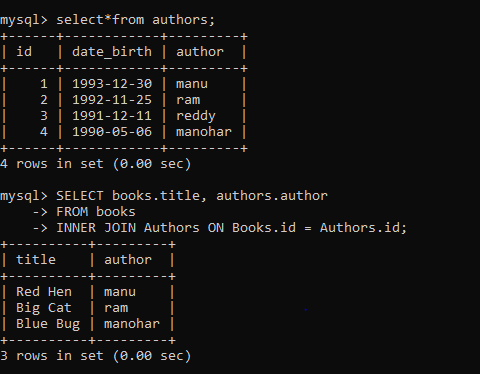 mysql> select*from authors;
+------+------------+---------+
| id   | date_birth | author  |
+------+------------+---------+
|    1 | 1993-12-30 | manu    |
|    2 | 1992-11-25 | ram     |
|    3 | 1991-12-11 | reddy   |
|    4 | 1990-05-06 | manohar |
+------+------------+---------+
4 rows in set (0.00 sec)
mysql> SELECT books.title, authors.author
    -> FROM books
    -> INNER JOIN Authors ON Books.id = Authors.id;
+----------+---------+
| title    | author  |
+----------+---------+
| Red Hen  | manu    |
| Big Cat  | ram     |
| Blue Bug | manohar |
+----------+---------+
3 rows in set (0.00 sec)